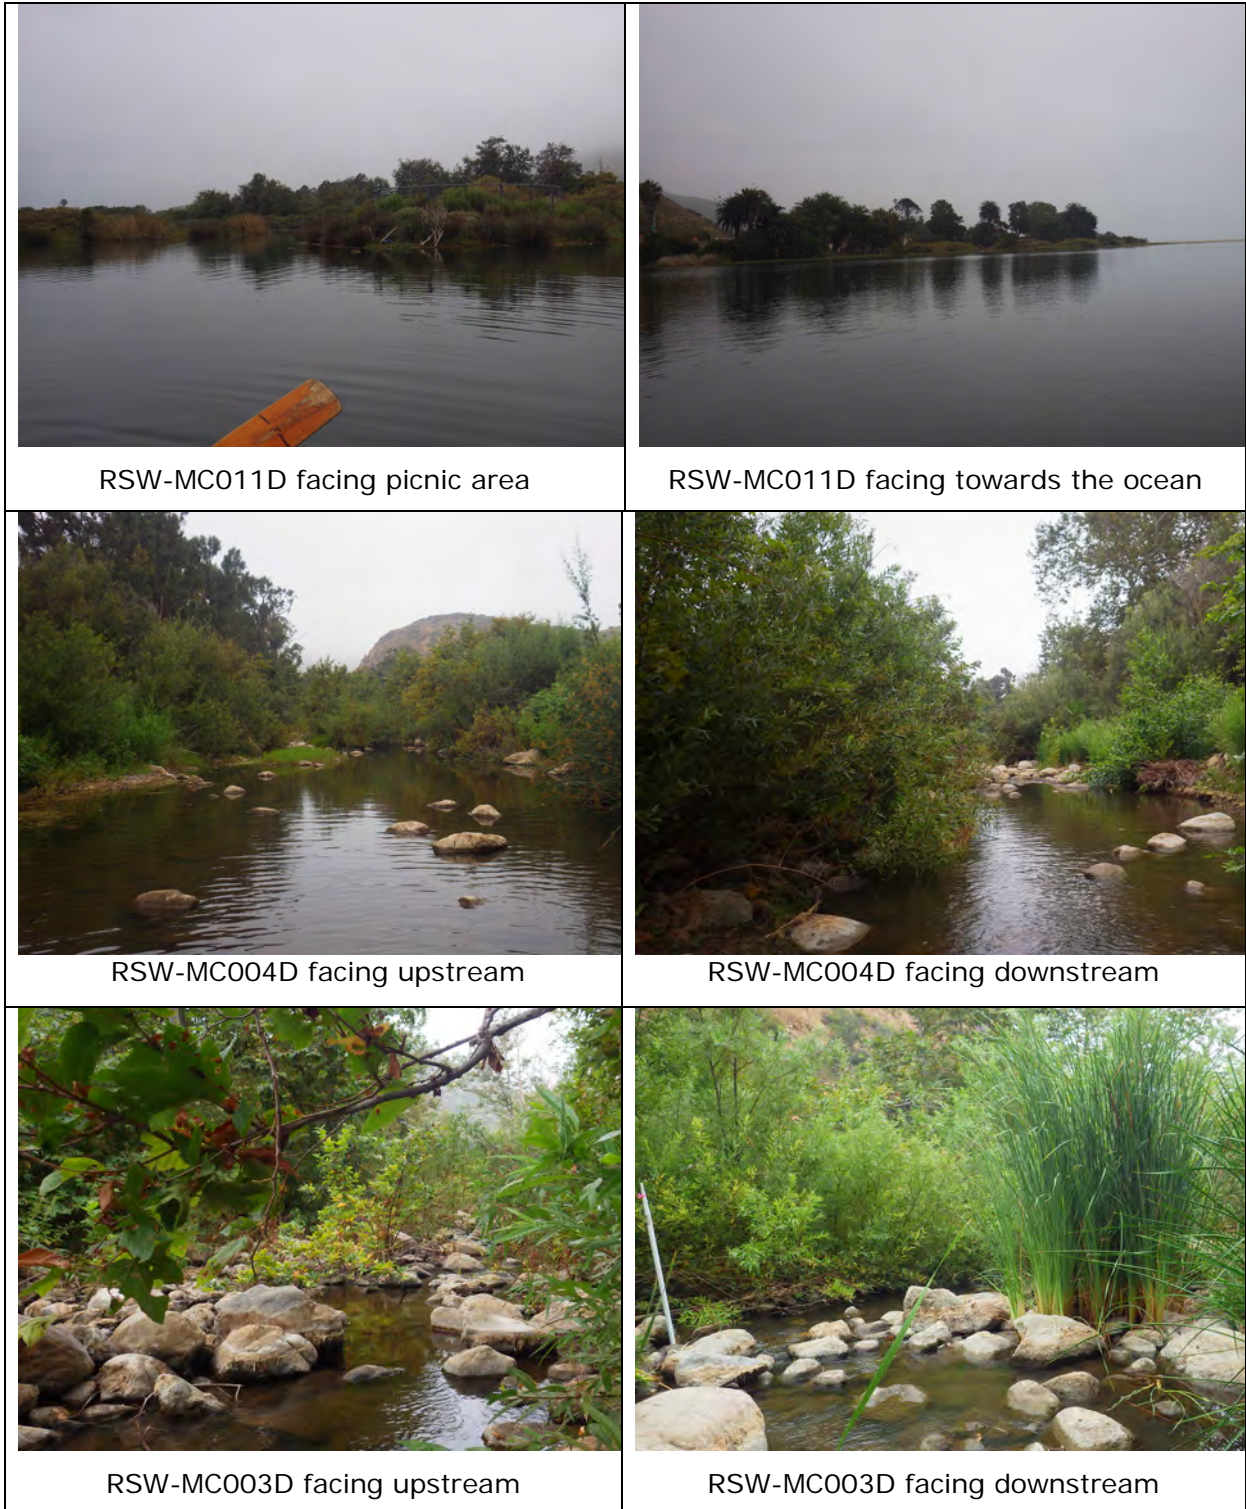 RSW-MC011D facing picnic area
RSW-MC011D facing towards the ocean
RSW-MC004D facing upstream
RSW-MC004D facing downstream
RSW-MC003D facing upstream
RSW-MC003D facing downstream